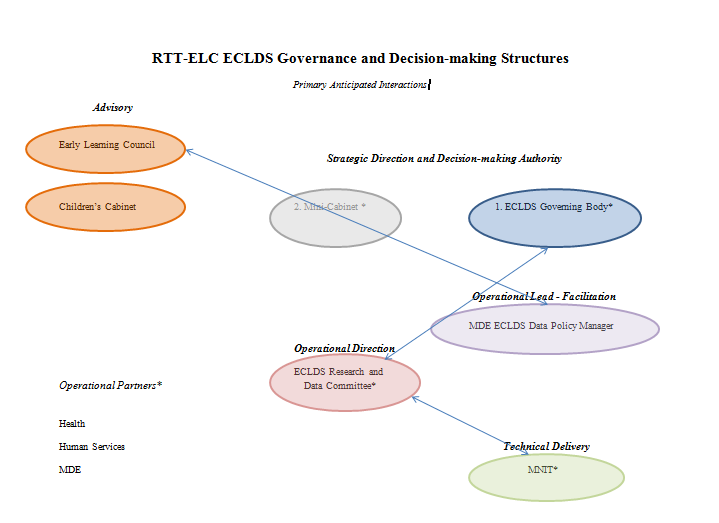 RTT-ELC ECLDS Governance and Decision-making Structures
Primary Anticipated Interactions
Advisory
Early Learning Council
Strategic Direction and Decision-making Authority
Children's Cabinet
2. Mini-Cabinet *
1. ECLDS Governing Body*
Operational Lead - Facilitation
MDE ECLDS Data Policy Manager
Operational Direction
ECLDS Research and
Data Committee*
Operational Partners*
Health
Human Services
MDE
Technical Delivery
MNIT*